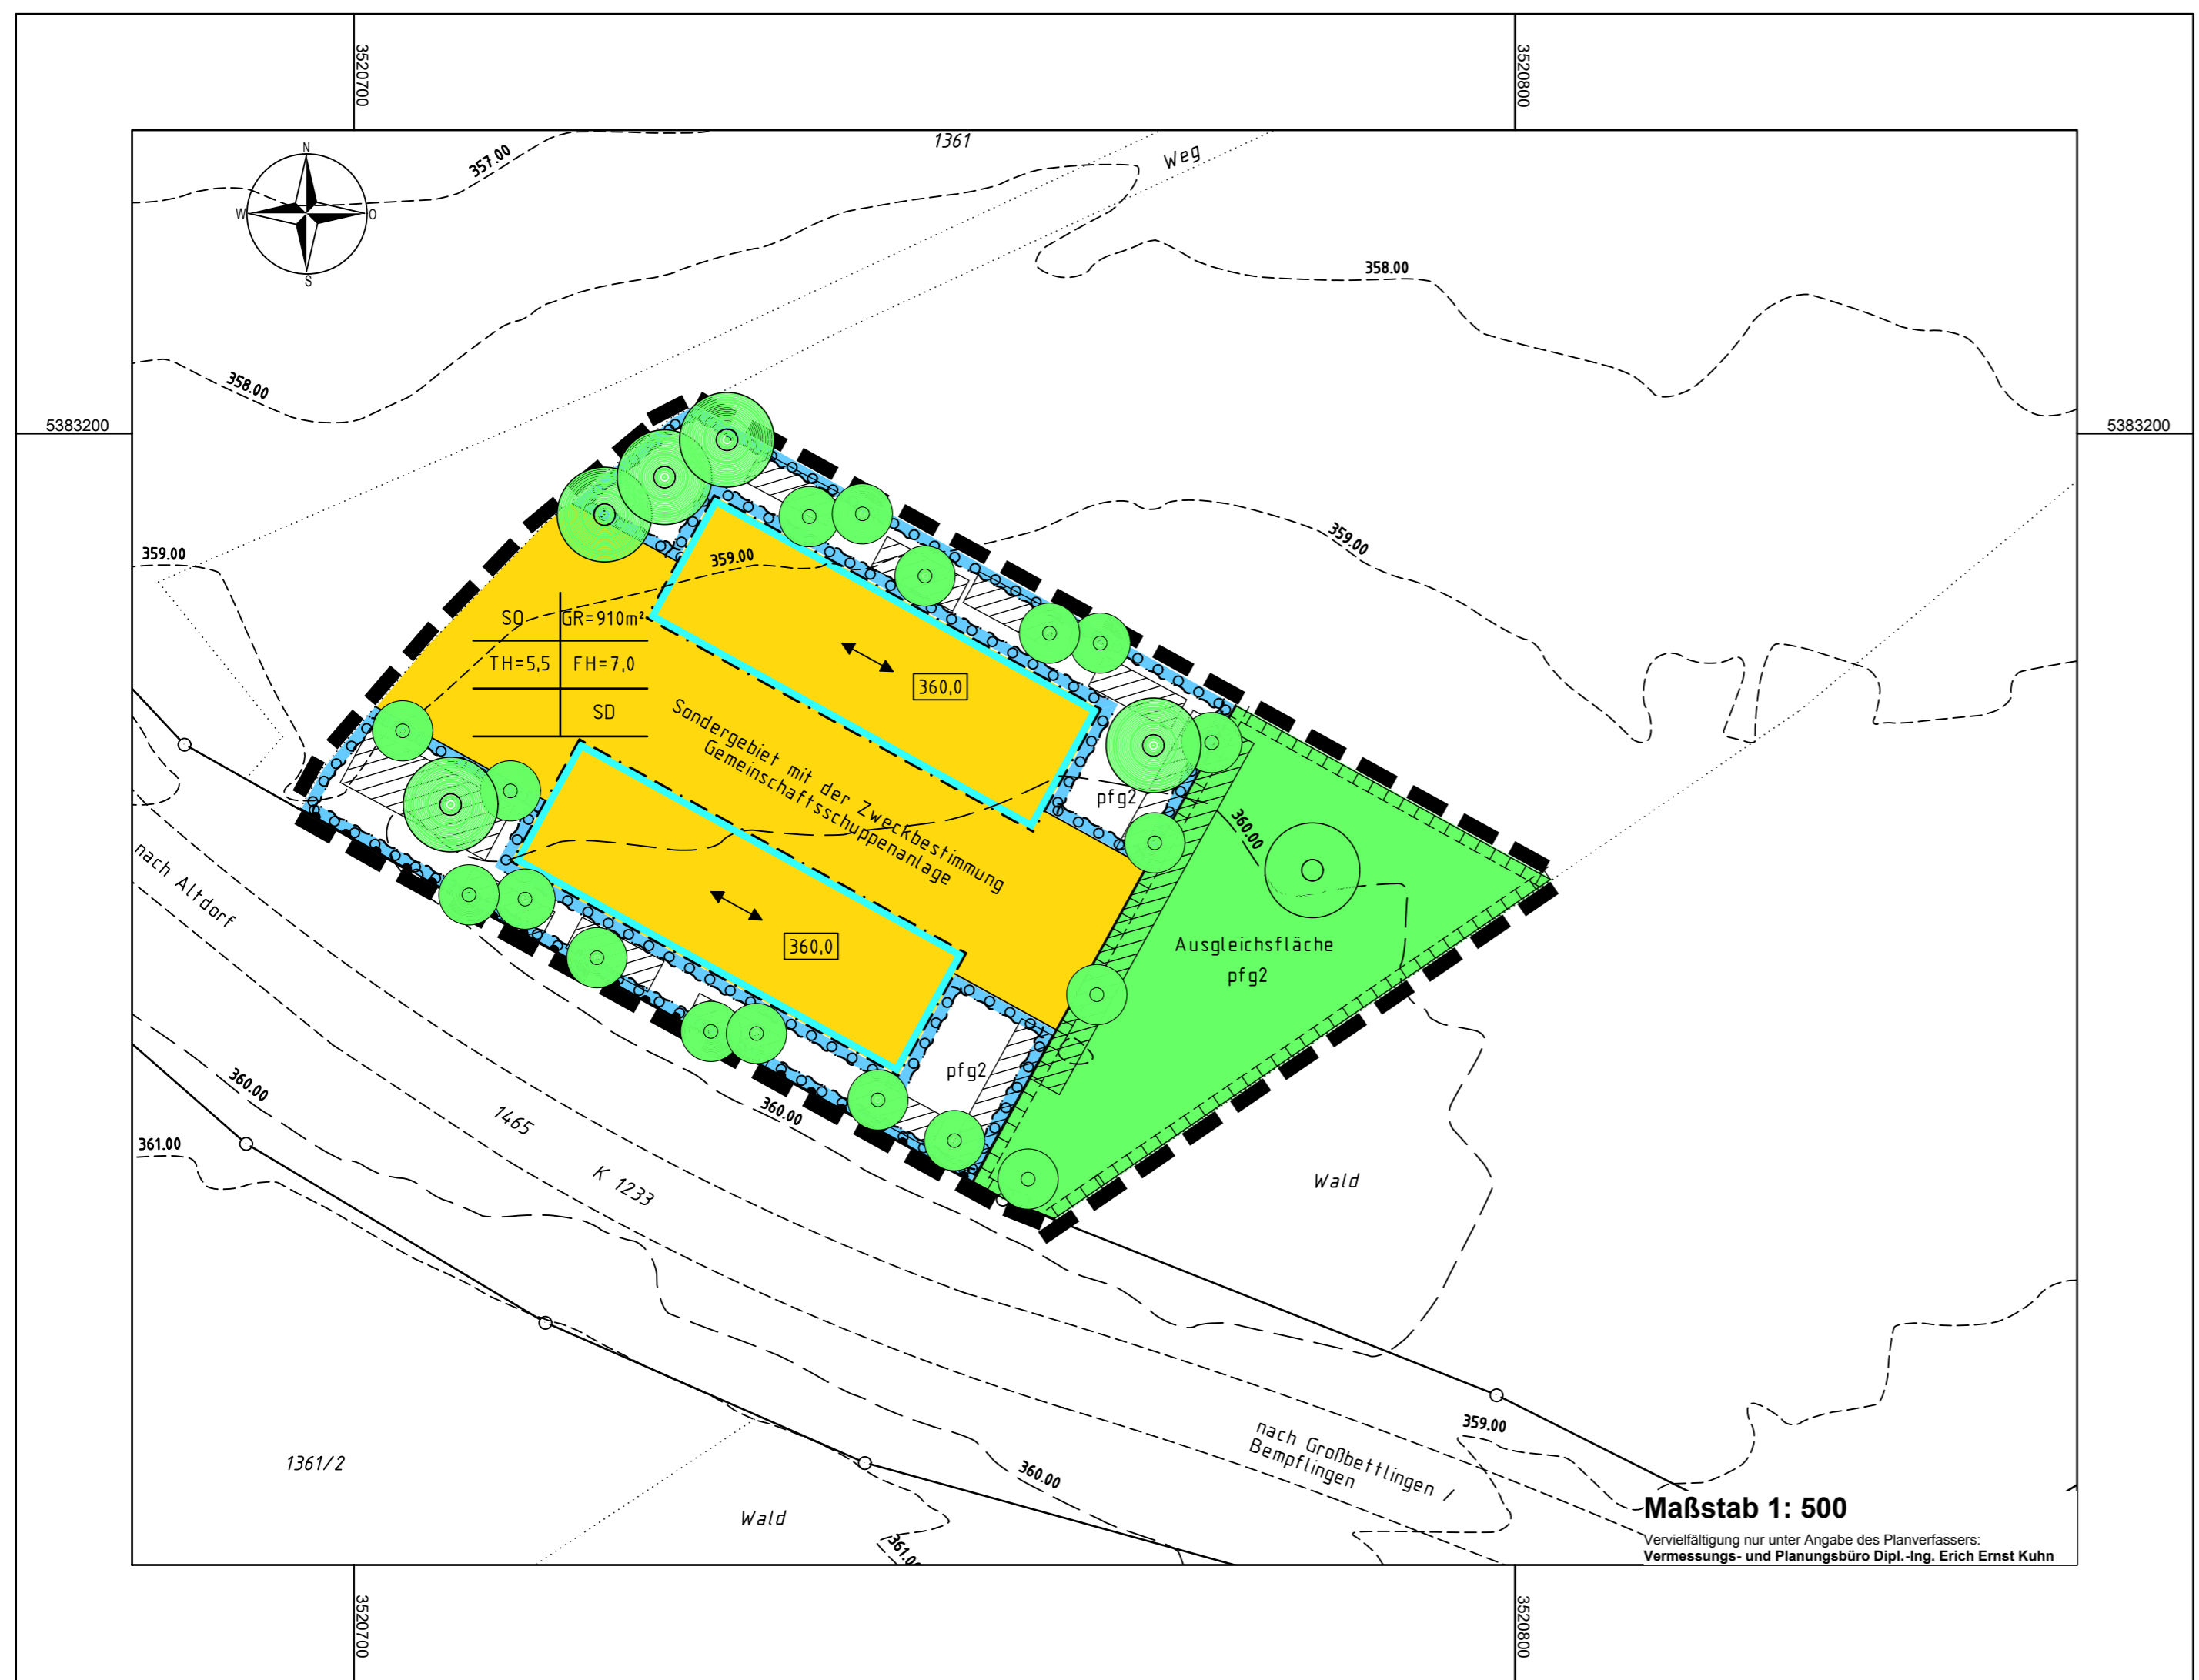 3520700
3520800
1361
Weg
N
W
O
S
357.00
358.00
358.00
5383200
5383200
359.00
359.00
359.00
SO
GR=910m²
TH=5,5
FH=7,0
SD
360,0
Sondergebiet mit der Zweckbestimmung
Gemeinschaftsschuppenanlage
pfg2
360.00
nach Altdorf
360,0
Ausgleichsfläche
pfg2
pfg2
360.00
360.00
1465
361.00
K 1233
Wald
359.00
nach Großbettlingen /
Bempflingen
1361/2
360.00
Wald
361.00
Maßstab 1: 500
Vervielfältigung nur unter Angabe des Planverfassers:
Vermessungs- und Planungsbüro Dipl.-Ing. Erich Ernst Kuhn
3520700
3520800